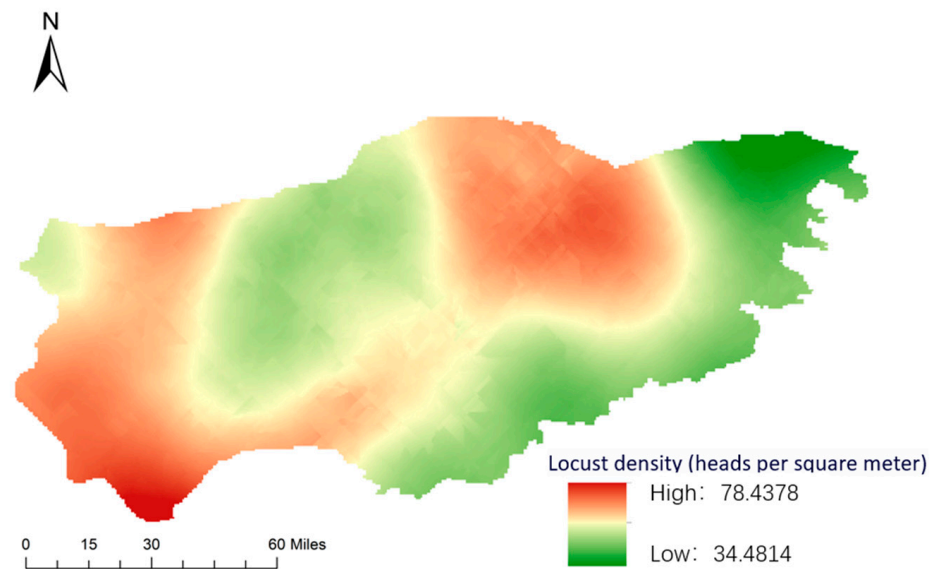 N
Locust density (heads per square meter)
High: 78.4378
Low: 34.4814
0 15 30 60 Miles